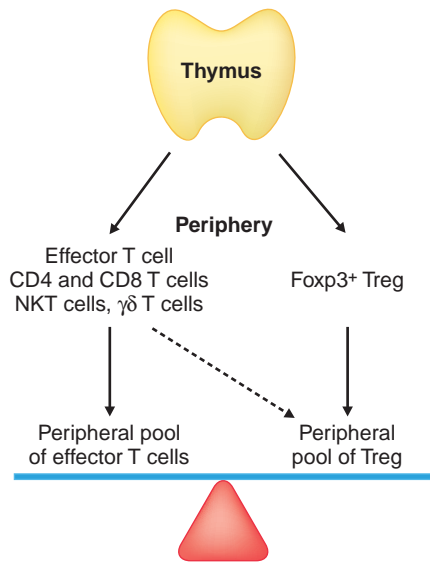 Thymus
Periphery
Effector T cell
CD4 and CD8 T cells
NKT cells, γδ T cells
Foxp3⁺ Treg
Peripheral pool
of effector T cells
Peripheral
pool of Treg